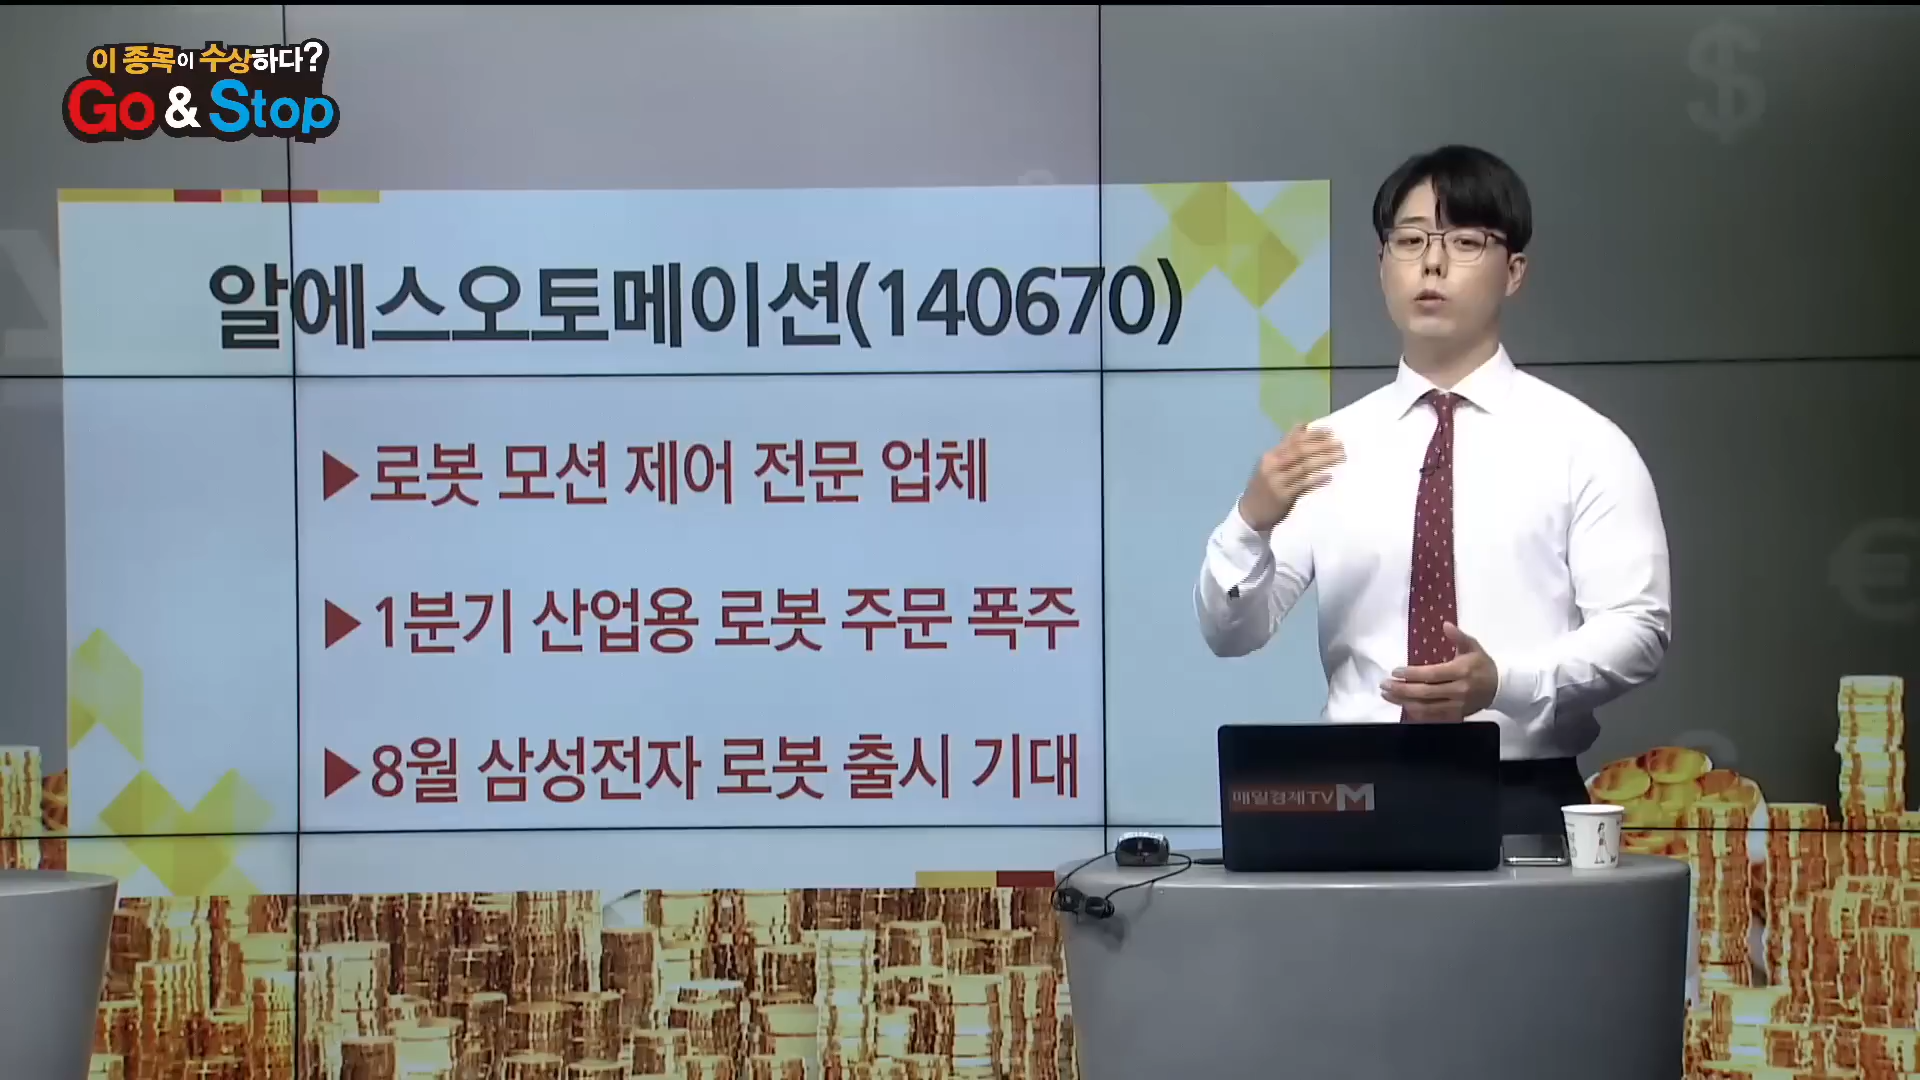 이 종목이 수상하다?
Go & Stop
알에스오토메이션(140670)
▶로봇 모션 제어 전문 업체
▶1분기 산업용 로봇 주문 폭주
▶8월 삼성전자 로봇 출시 기대
매일경제TV M